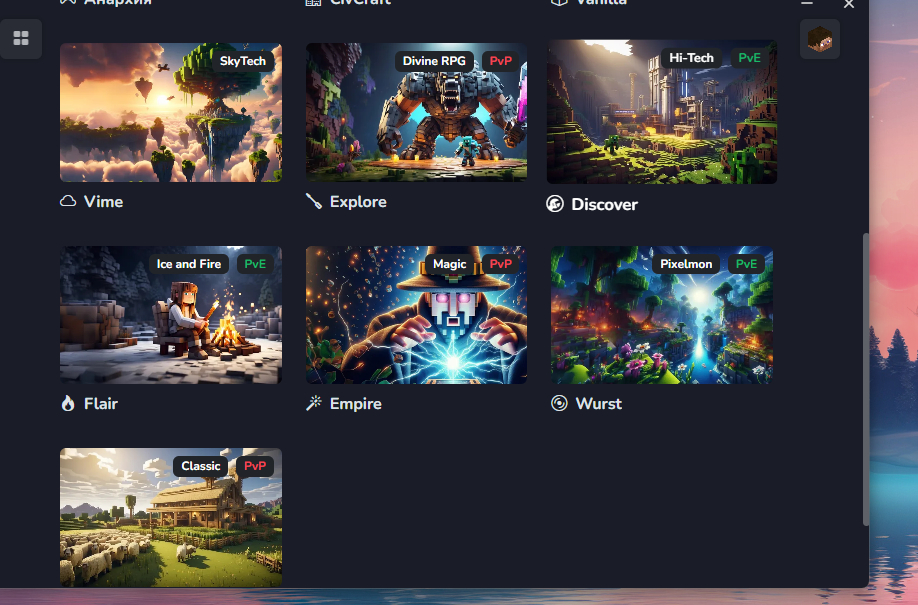 Анархия
CivCraft
Vanilla
SkyTech
Divine RPG PvP
Hi-Tech PvE
Vime
Explore
Discover
Ice and Fire PvE
Magic PvP
Pixelmon PvE
Flair
Empire
Wurst
Classic PvP